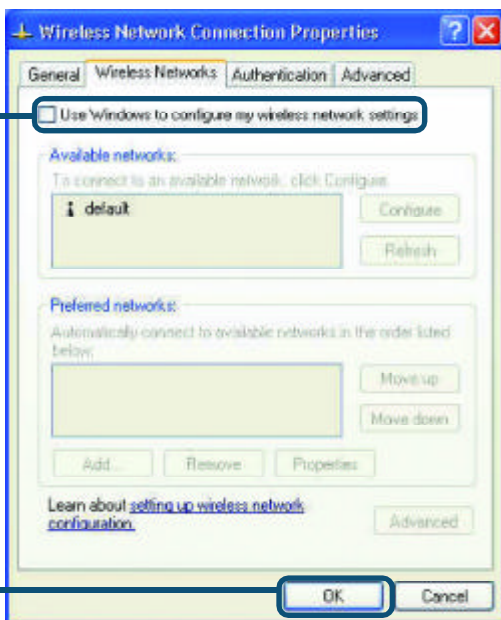 Wireless Network Connection Properties
General Wireless Networks Authentication Advanced
Use Windows to configure my wireless network settings
Available networks:
To connect to an available network, click Configure.
default
Configure
Refresh
Preferred networks:
Automatically connect to available networks in the order listed
below:
Move up
Move down
Add... Remove Properties
Learn about setting up wireless network
configuration.
Advanced
OK Cancel